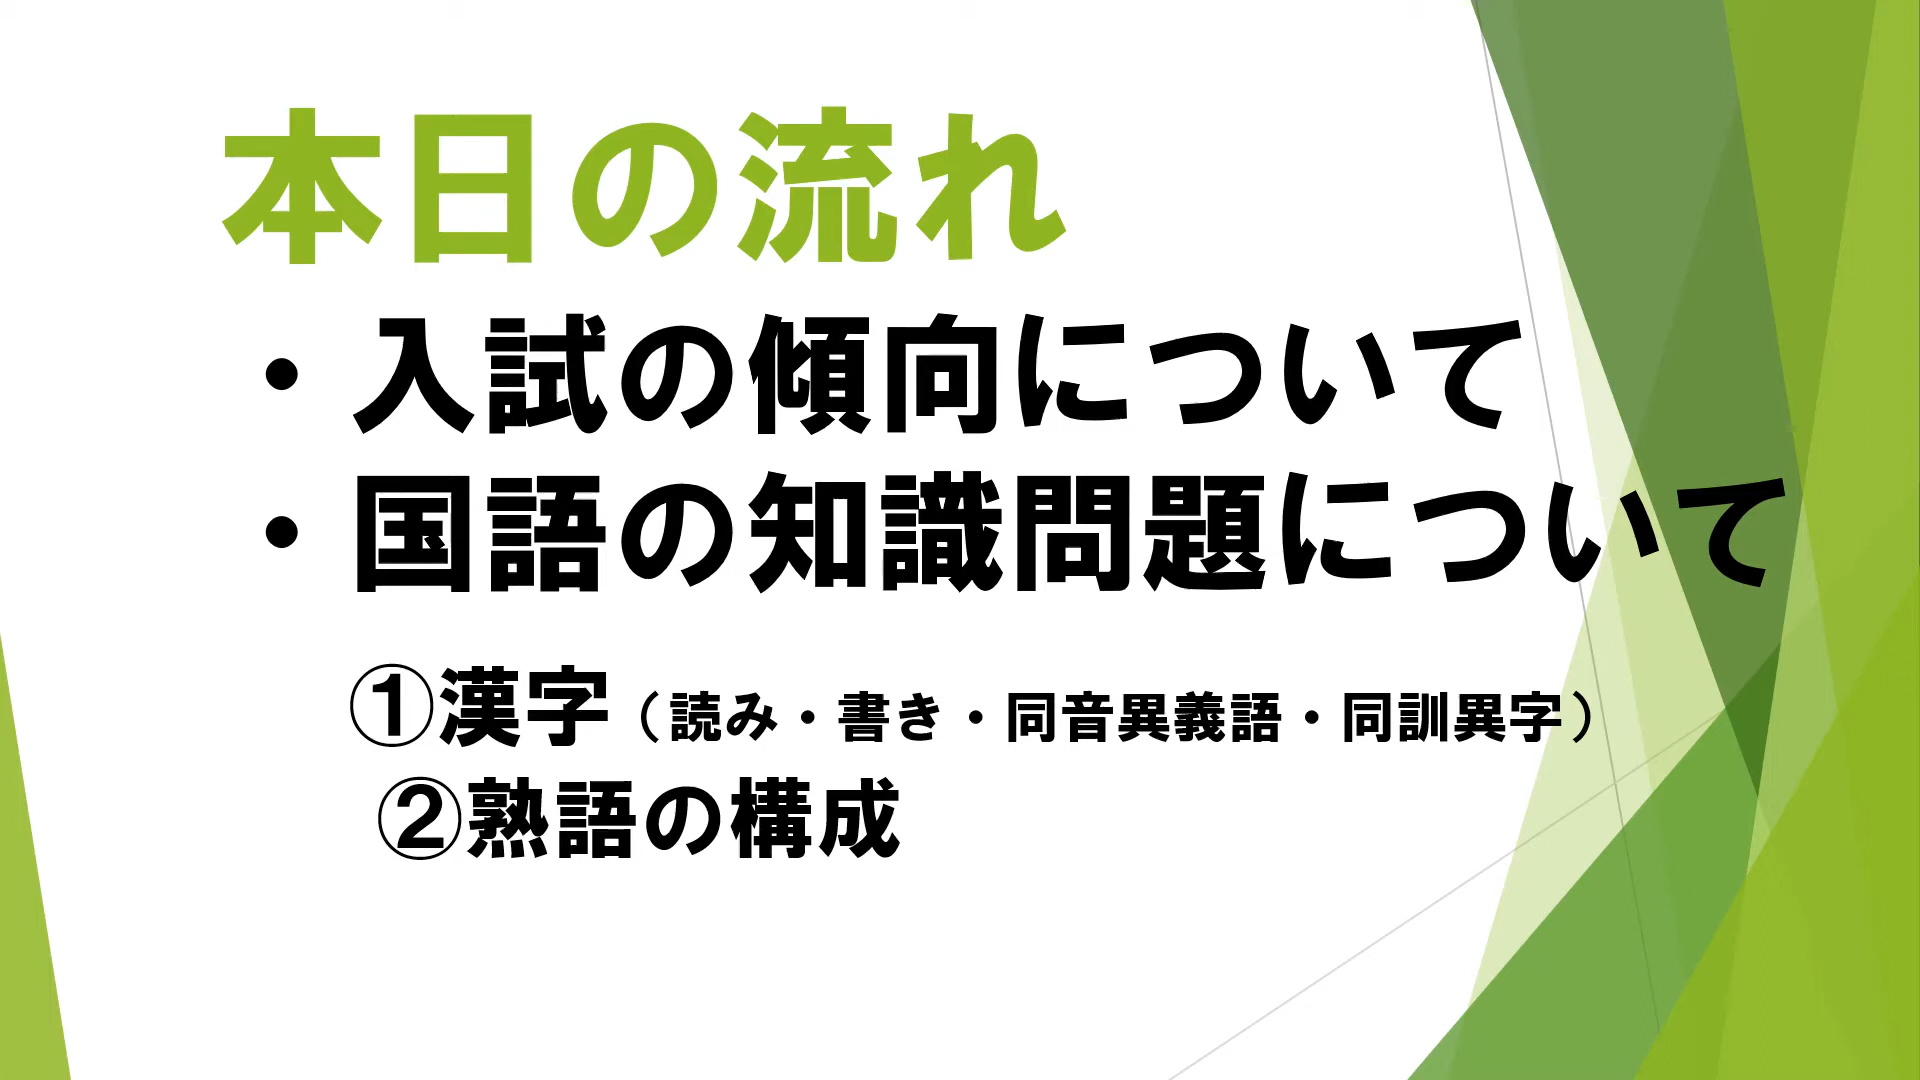 本日の流れ
・入試の傾向について
・国語の知識問題について
①漢字（読み・書き・同音異義語・同訓異字）
②熟語の構成